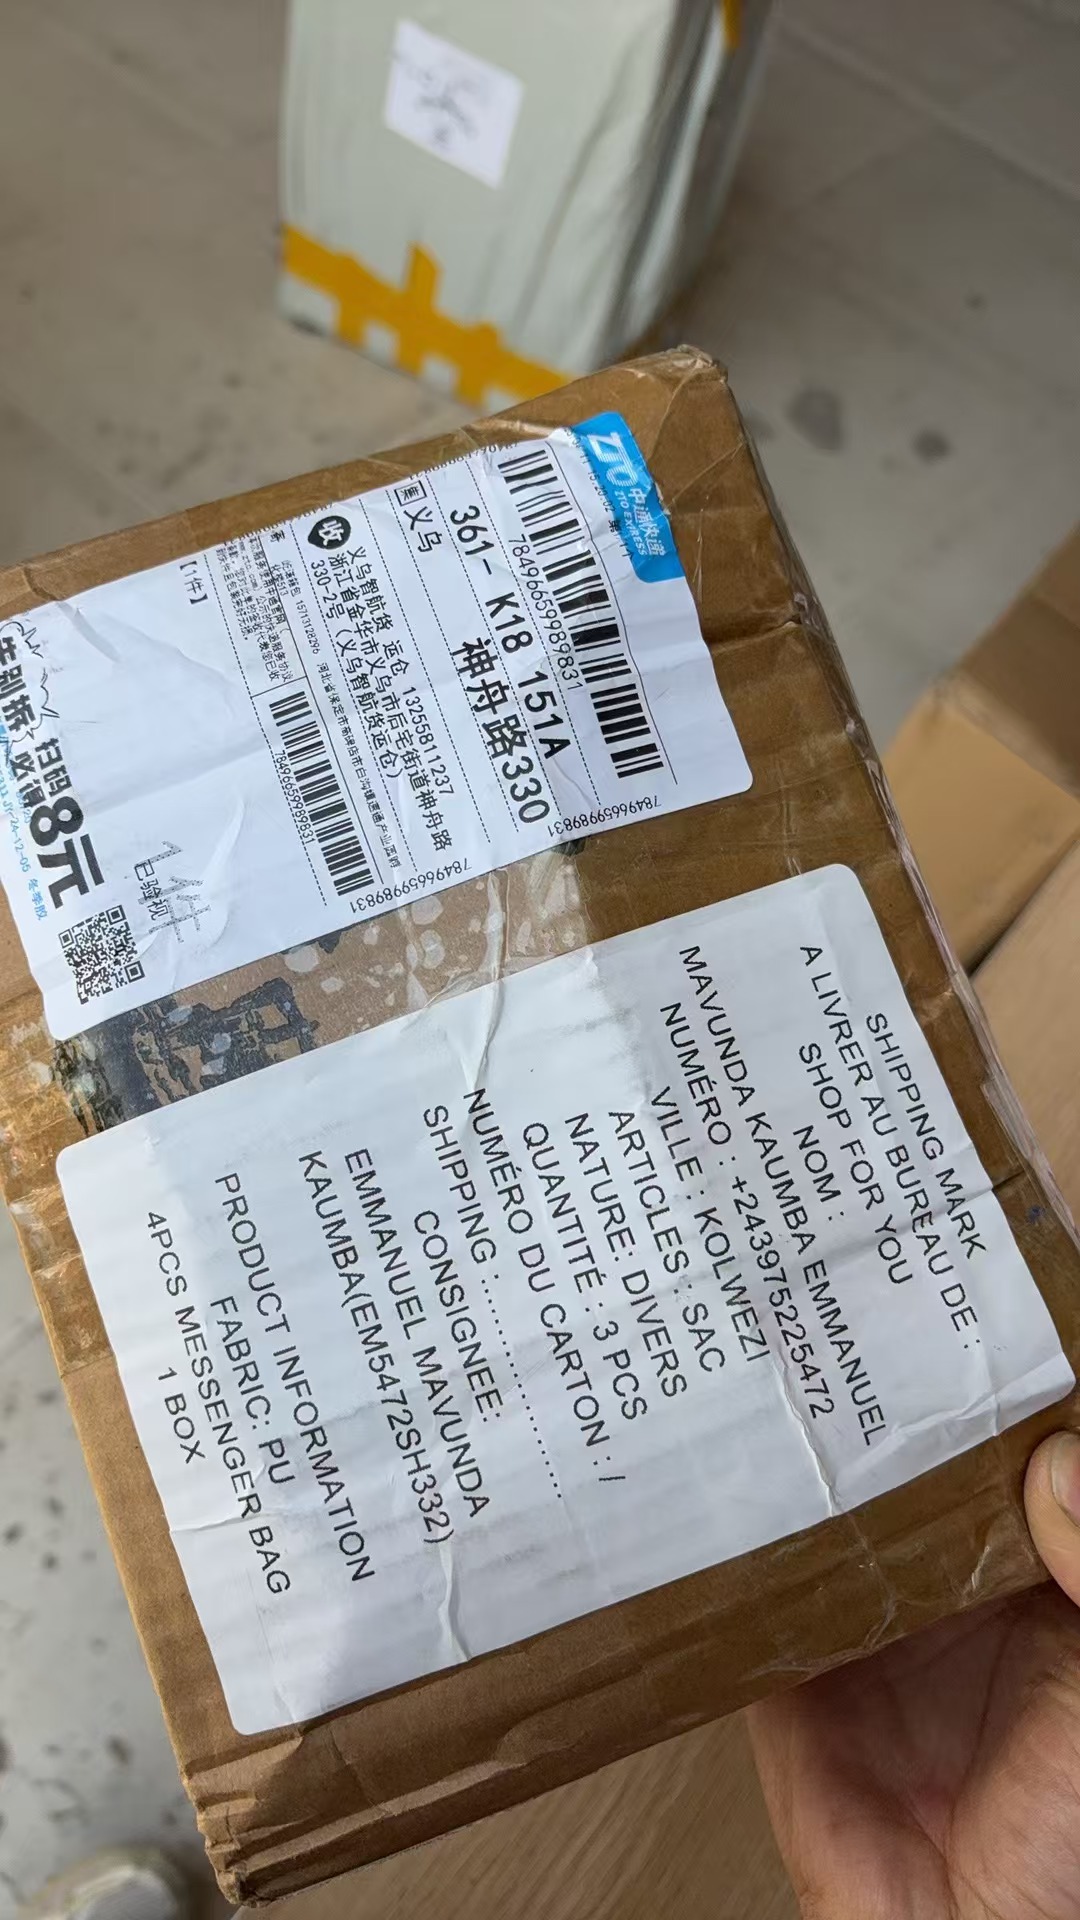 ZTO 中通快递
ZTO EXPRESS
78496659989831
361- K18 151A
神舟路330
集 义乌
78496659989831
收 义乌智航货 运仓 13255811237
浙江省金华市义乌市后宅街道神舟路
330-2号（义乌智航货运仓）
78496659989831
78496659989831
【1件】
已验视
1件
扫码
必得8元
SHIPPING MARK
A LIVRER AU BUREAU DE :
SHOP FOR YOU
NOM :
MAVUNDA KAUMBA EMMANUEL
NUMÉRO : +243975225472
VILLE : KOLWEZI
ARTICLES : SAC
NATURE: DIVERS
QUANTITÉ : 3 PCS
NUMÉRO DU CARTON : /
SHIPPING :....................
CONSIGNEE:
EMMANUEL MAVUNDA
KAUMBA(EM5472SH332)
PRODUCT INFORMATION
FABRIC: PU
4PCS MESSENGER BAG
1 BOX